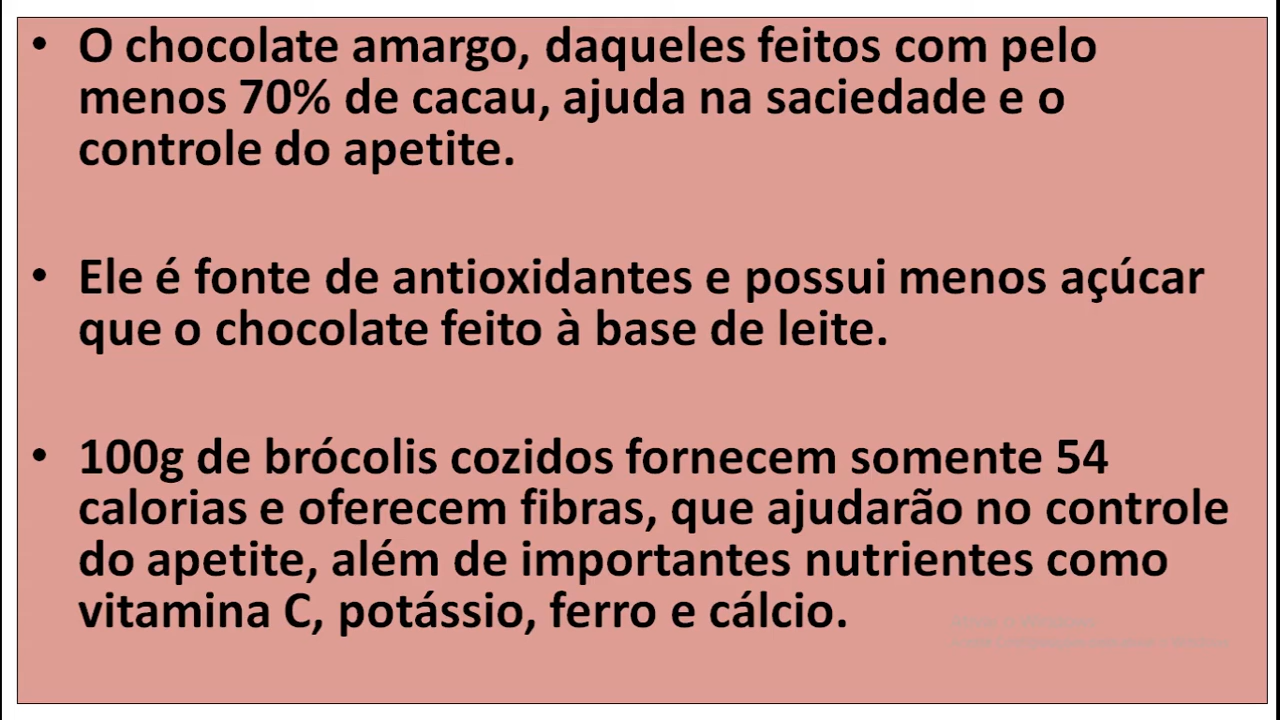 • O chocolate amargo, daqueles feitos com pelo
menos 70% de cacau, ajuda na saciedade e o
controle do apetite.
• Ele é fonte de antioxidantes e possui menos açúcar
que o chocolate feito à base de leite.
• 100g de brócolis cozidos fornecem somente 54
calorias e oferecem fibras, que ajudarão no controle
do apetite, além de importantes nutrientes como
vitamina C, potássio, ferro e cálcio.